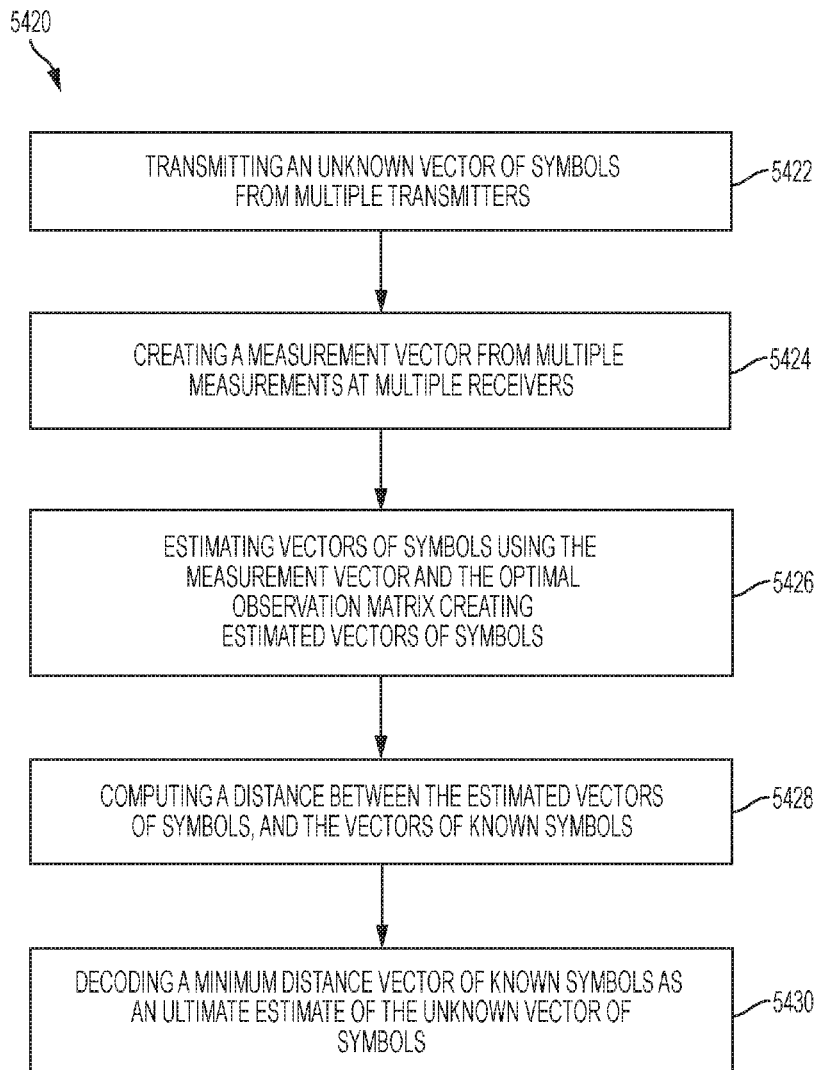 5420
TRANSMITTING AN UNKNOWN VECTOR OF SYMBOLS
FROM MULTIPLE TRANSMITTERS
5422
CREATING A MEASUREMENT VECTOR FROM MULTIPLE
MEASUREMENTS AT MULTIPLE RECEIVERS
5424
ESTIMATING VECTORS OF SYMBOLS USING THE
MEASUREMENT VECTOR AND THE OPTIMAL
OBSERVATION MATRIX CREATING
ESTIMATED VECTORS OF SYMBOLS
5426
COMPUTING A DISTANCE BETWEEN THE ESTIMATED VECTORS
OF SYMBOLS, AND THE VECTORS OF KNOWN SYMBOLS
5428
DECODING A MINIMUM DISTANCE VECTOR OF KNOWN SYMBOLS AS
AN ULTIMATE ESTIMATE OF THE UNKNOWN VECTOR OF
SYMBOLS
5430